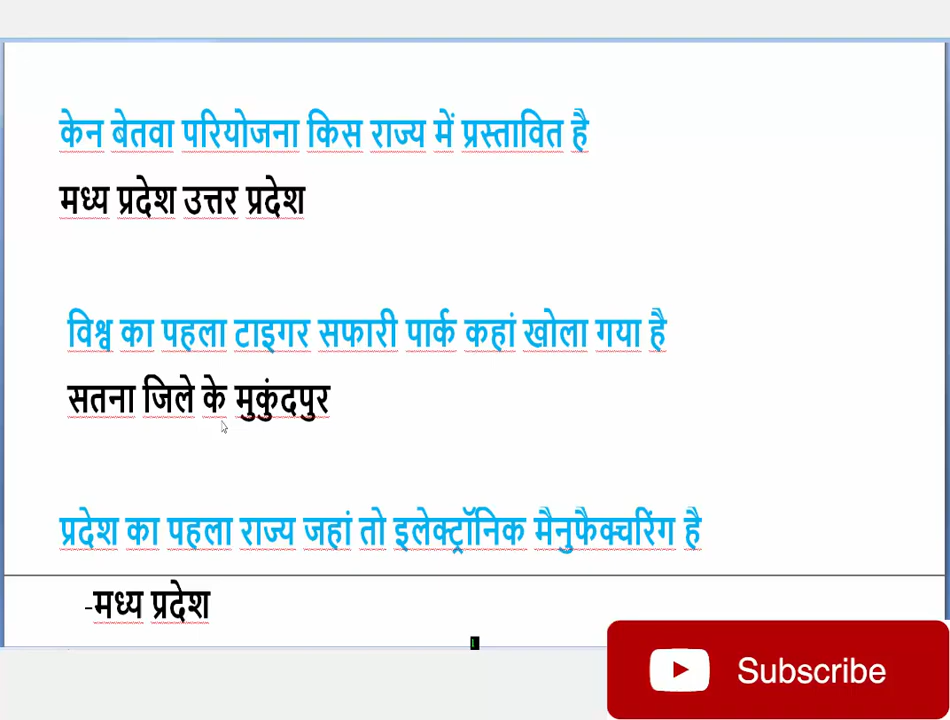 केन बेतवा परियोजना किस राज्य में प्रस्तावित है
मध्य प्रदेश उत्तर प्रदेश
विश्व का पहला टाइगर सफारी पार्क कहां खोला गया है
सतना जिले के मुकुंदपुर
प्रदेश का पहला राज्य जहां तो इलेक्ट्रॉनिक मैनुफैक्चरिंग है
-मध्य प्रदेश
Subscribe